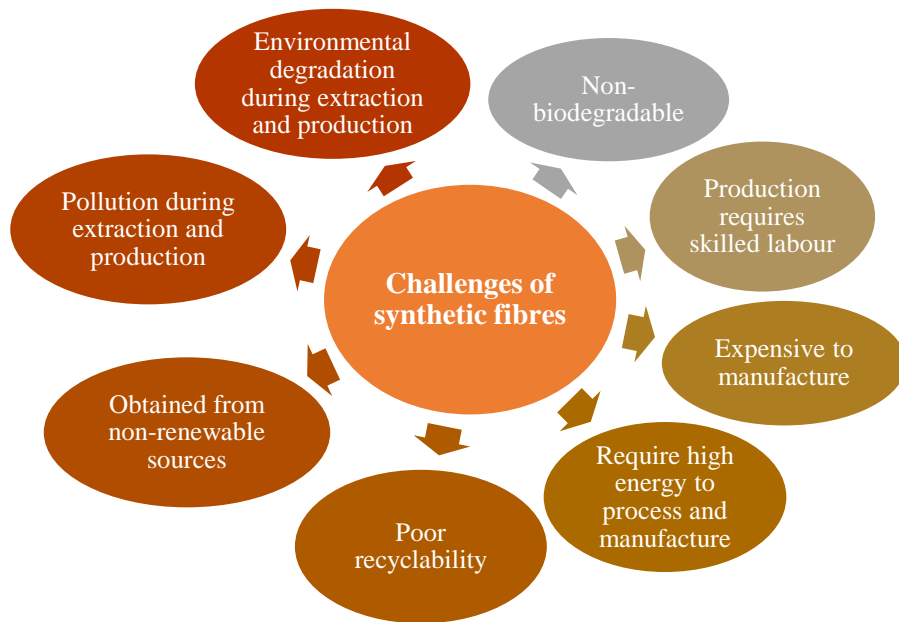 Environmental
degradation
during extraction
and production
Non-
biodegradable
Production
requires
skilled labour
Expensive to
manufacture
Require high
energy to
process and
manufacture
Poor
recyclability
Obtained from
non-renewable
sources
Pollution during
extraction and
production
Challenges of
synthetic fibres